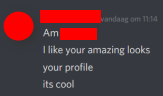 vandaag om 11:14
Am
I like your amazing looks
your profile
its cool